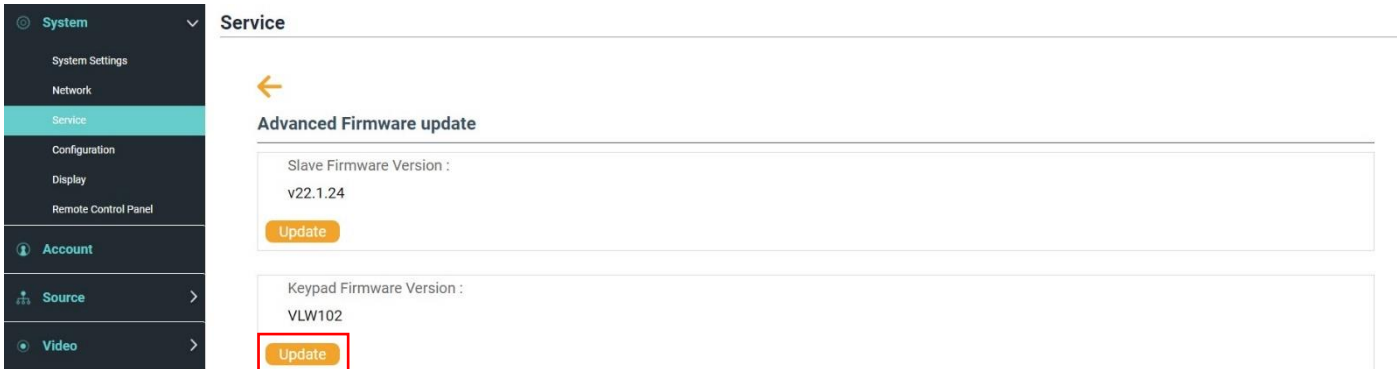 System
System Settings
Network
Service
Configuration
Display
Remote Control Panel
Account
Source
Video
Service
Advanced Firmware update
Slave Firmware Version :
v22.1.24
Update
Keypad Firmware Version :
VLW102
Update